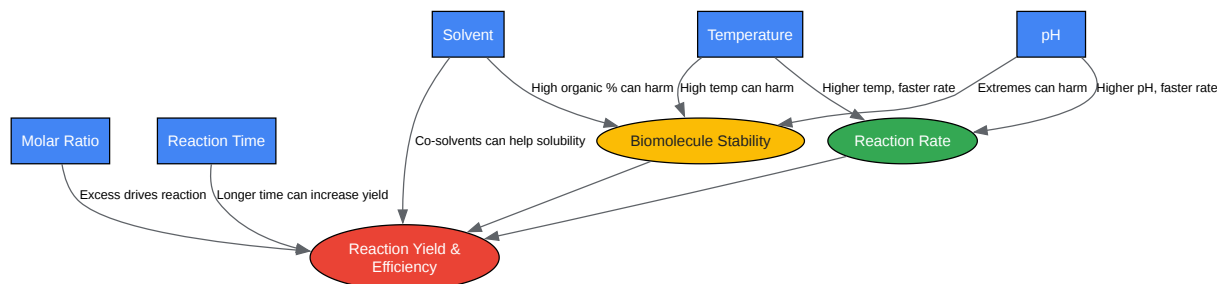 Solvent
Temperature
pH
High organic % can harm
High temp can harm
Higher temp, faster rate
Extremes can harm
Higher pH, faster rate
Molar Ratio
Reaction Time
Co-solvents can help solubility
Biomolecule Stability
Reaction Rate
Excess drives reaction
Longer time can increase yield
Reaction Yield &
Efficiency